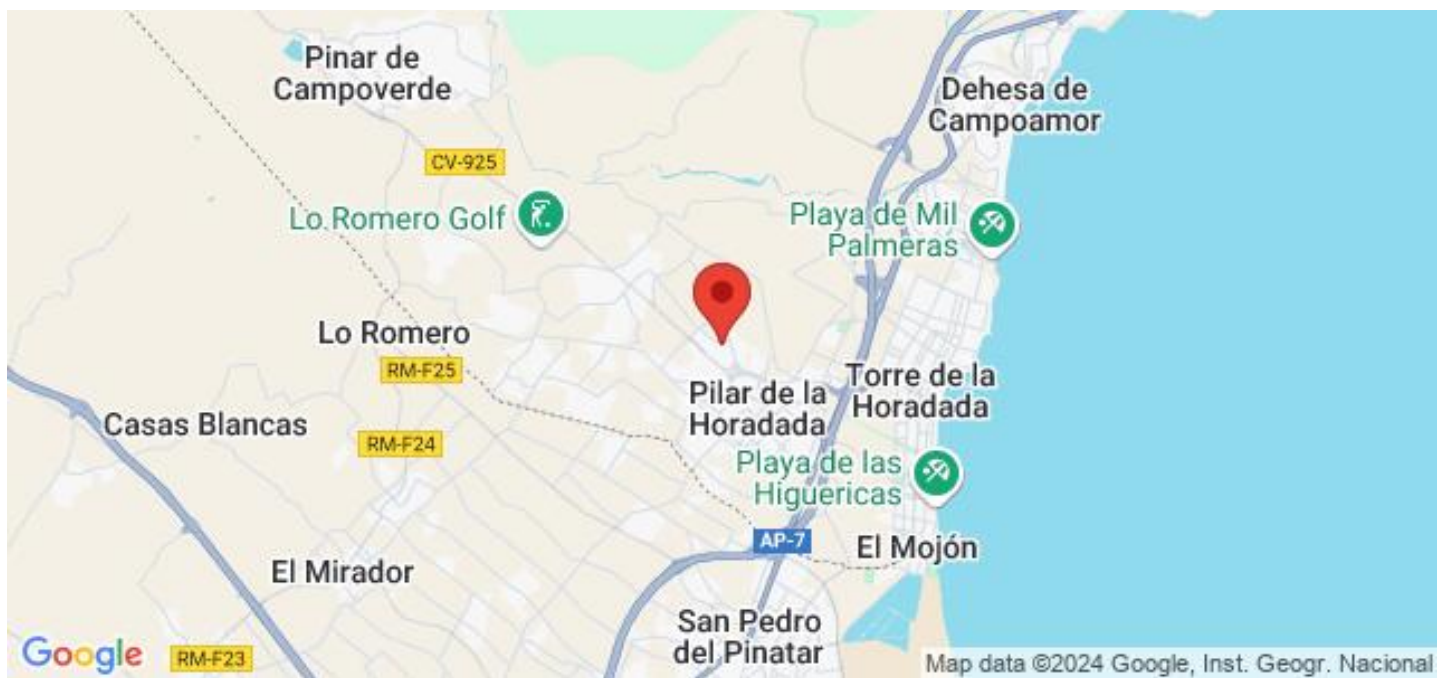 Pinar de
Campoverde
Dehesa de
Campoamor
CV-925
Lo Romero Golf
Playa de Mil
Palmeras
Lo Romero
RM-F25
Pilar de la
Horadada
Torre de la
Horadada
Casas Blancas
RM-F24
Playa de las
Higuericas
AP-7
El Mojón
El Mirador
San Pedro
del Pinatar
Google
RM-F23
Map data ©2024 Google, Inst. Geogr. Nacional